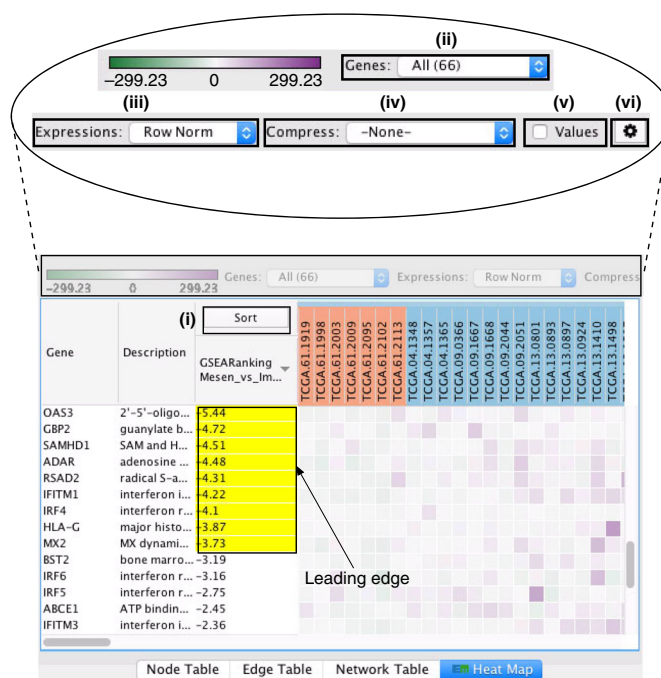 (ii)
–299.23 0 299.23 Genes: All (66)
(iii) (iv) (v) (vi)
Expressions: Row Norm Compress: –None– Values
–299.23 0 299.23 Genes: All (66) Expressions: Row Norm Compress
(i) Sort
Gene Description GSEARanking Mesen_vs_Im...
TCGA.61.1919
TCGA.61.1998
TCGA.61.2003
TCGA.61.2009
TCGA.61.2095
TCGA.61.2102
TCGA.61.2113
TCGA.04.1348
TCGA.04.1357
TCGA.04.1365
TCGA.09.0366
TCGA.09.1667
TCGA.09.1668
TCGA.09.2044
TCGA.09.2051
TCGA.13.0801
TCGA.13.0893
TCGA.13.0897
TCGA.13.0924
TCGA.13.1410
TCGA.13.1498
OAS3 2'-5'-oligo... -5.44
GBP2 guanylate b... -4.72
SAMHD1 SAM and H... -4.51
ADAR adenosine ... -4.48
RSAD2 radical S-a... -4.31
IFITM1 interferon i... -4.22
IRF4 interferon r... -4.1
HLA-G major histo... -3.87
MX2 MX dynami... -3.73
BST2 bone marro... -3.19
IRF6 interferon r... -3.16
IRF5 interferon r... -2.75
ABCE1 ATP bindin... -2.45
IFITM3 interferon i... -2.36
Leading edge
Node Table Edge Table Network Table EM Heat Map